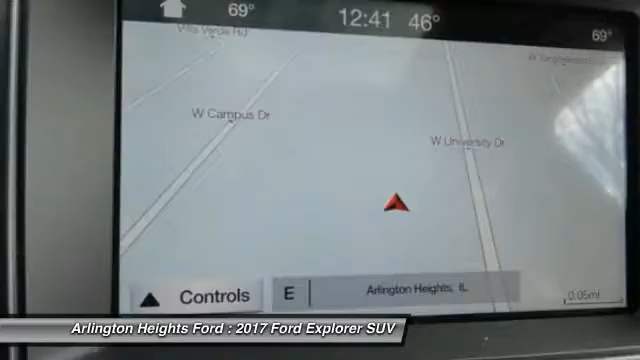 69° 12:41 46° 69°
Villa Verde Rd
W Campus Dr
W University Dr
Controls E Arlington Heights, IL
0.05mi
Arlington Heights Ford : 2017 Ford Explorer SUV